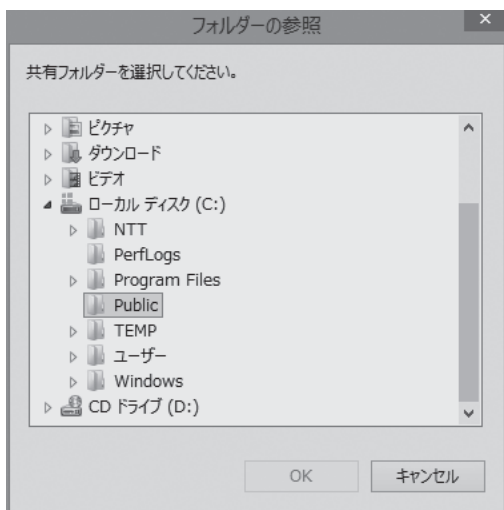 フォルダーの参照
×
共有フォルダーを選択してください。
ピクチャ
ダウンロード
ビデオ
ローカル ディスク (C:)
NTT
PerfLogs
Program Files
Public
TEMP
ユーザー
Windows
CD ドライブ (D:)
OK
キャンセル